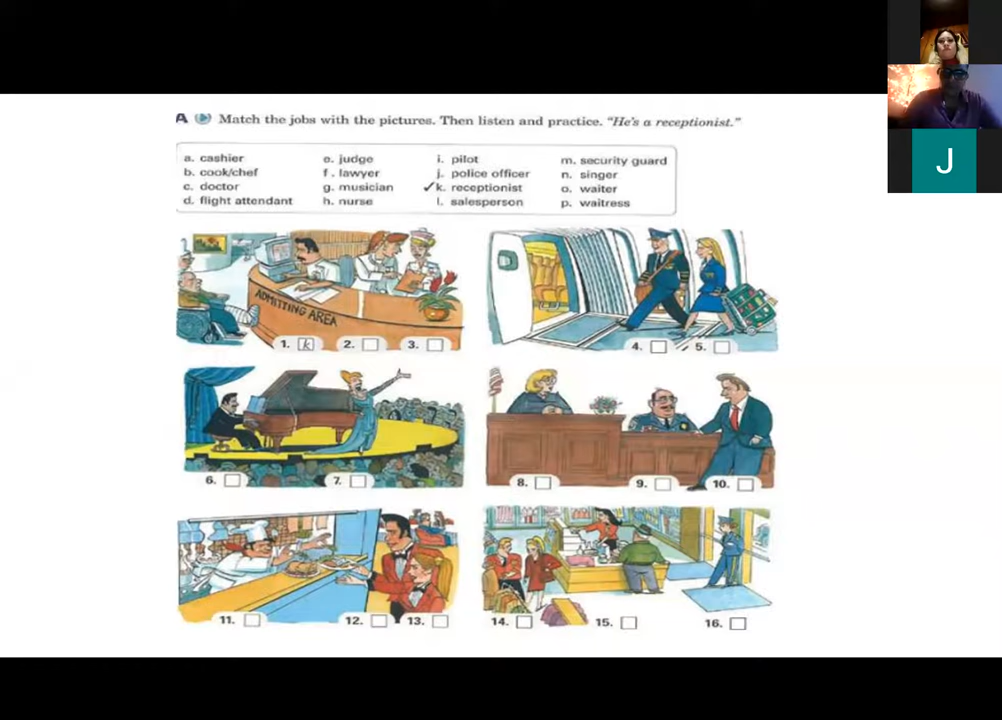 J
A Match the jobs with the pictures. Then listen and practice. "He's a receptionist."
a. cashier
b. cook/chef
c. doctor
d. flight attendant
e. judge
f. lawyer
g. musician
h. nurse
i. pilot
j. police officer
✓k. receptionist
l. salesperson
m. security guard
n. singer
o. waiter
p. waitress
ADMITTING AREA
1. k 2. 3.
4. 5.
6. 7.
8. 9. 10.
11. 12. 13.
14. 15. 16.